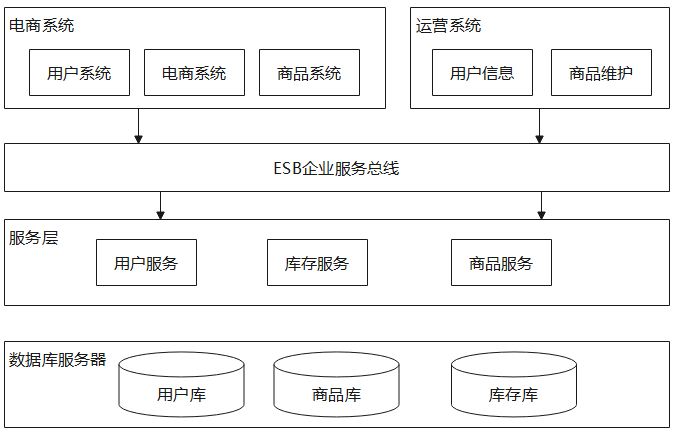 电商系统
用户系统
电商系统
商品系统
运营系统
用户信息
商品维护
ESB企业服务总线
服务层
用户服务
库存服务
商品服务
数据库服务器
用户库
商品库
库存库